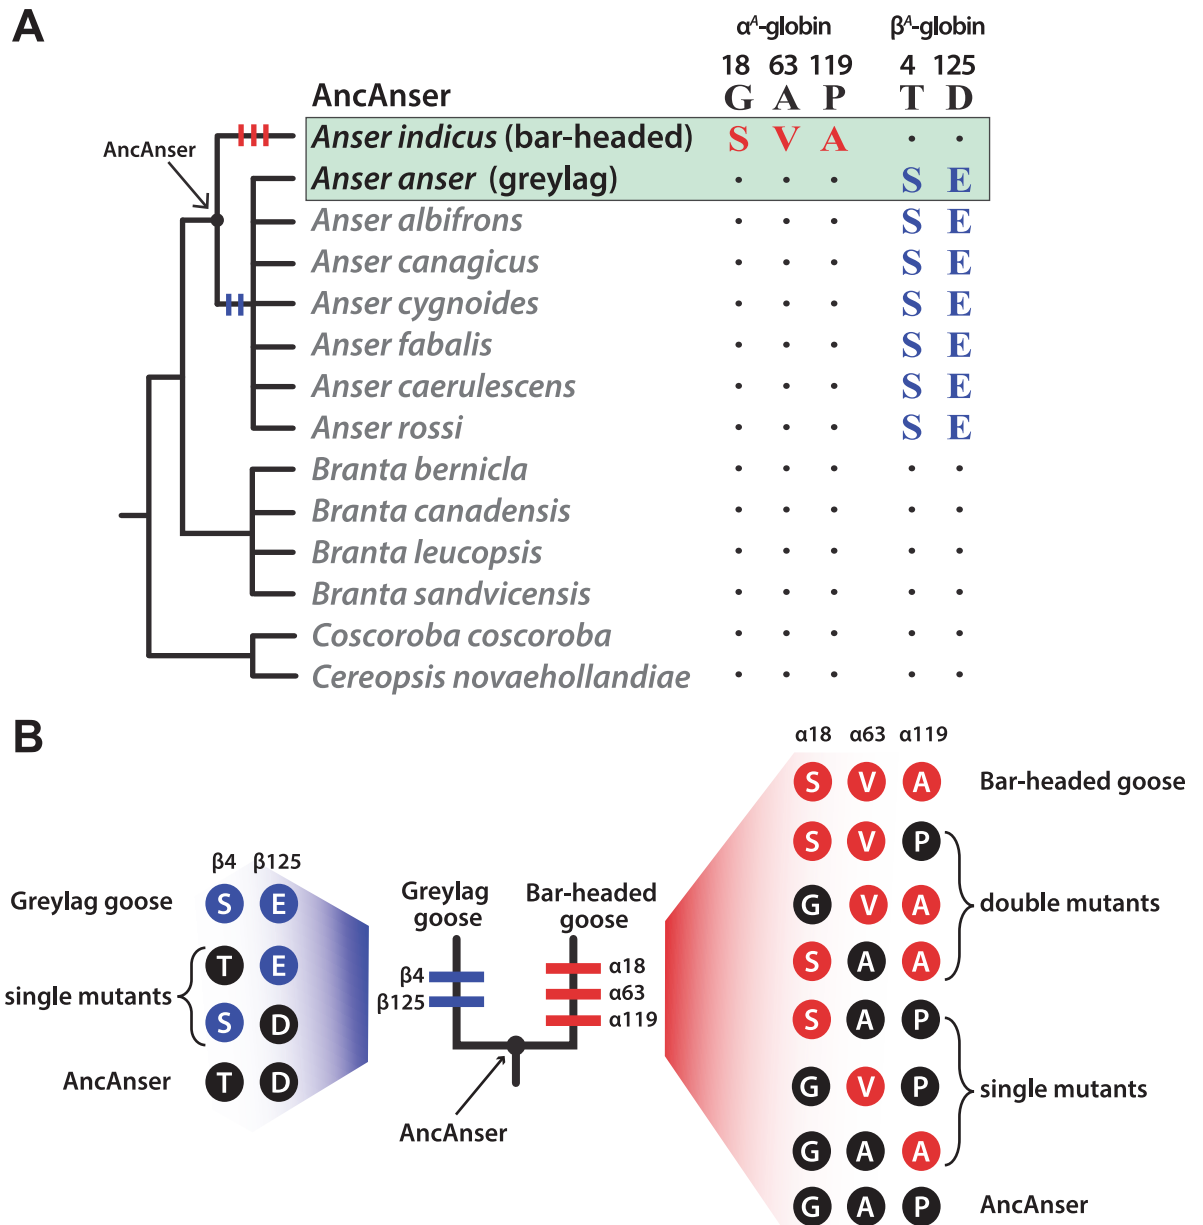 A
αA-globin βA-globin
18 63 119 4 125
AncAnser G A P T D
Anser indicus (bar-headed) S V A · ·
AncAnser
Anser anser (greylag) · · · S E
Anser albifrons · · · S E
Anser canagicus · · · S E
Anser cygnoides · · · S E
Anser fabalis · · · S E
Anser caerulescens · · · S E
Anser rossi · · · S E
Branta bernicla · · · · ·
Branta canadensis · · · · ·
Branta leucopsis · · · · ·
Branta sandvicensis · · · · ·
Coscoroba coscoroba · · · · ·
Cereopsis novaehollandiae · · · · ·
B
β4 β125
Greylag goose S E
T E
single mutants
S D
AncAnser T D
Greylag
goose
Bar-headed
goose
β4
β125
α18
α63
α119
AncAnser
α18 α63 α119
S V A Bar-headed goose
S V P
G V A double mutants
S A A
S A P
G V P single mutants
G A A
G A P AncAnser